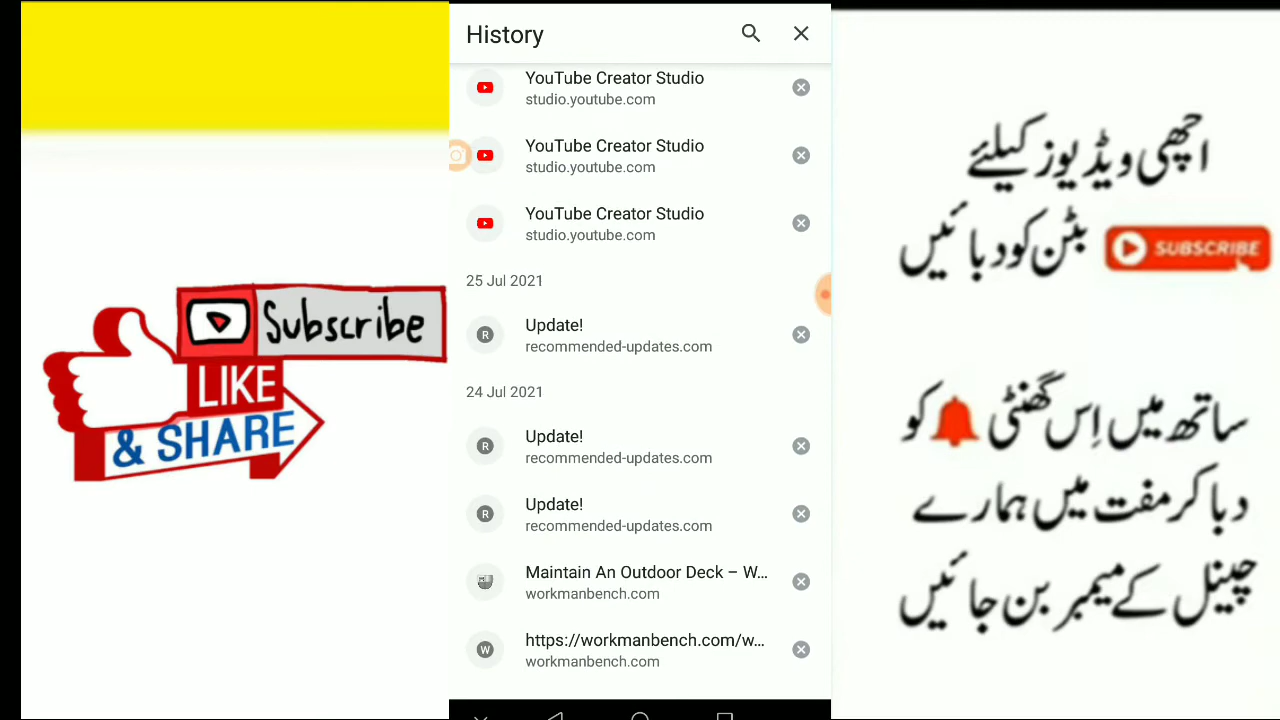 Subscribe
LIKE
& SHARE
History
YouTube Creator Studio
studio.youtube.com
YouTube Creator Studio
studio.youtube.com
YouTube Creator Studio
studio.youtube.com
25 Jul 2021
Update!
recommended-updates.com
24 Jul 2021
Update!
recommended-updates.com
Update!
recommended-updates.com
Maintain An Outdoor Deck – W...
workmanbench.com
https://workmanbench.com/w...
workmanbench.com
R
R
R
W
اچھی ویڈیوز کیلئے
SUBSCRIBE بٹن کو دبائیں
ساتھ میں اِس گھنٹی کو
دبا کر مفت میں ہمارے
چینل کے میمبر بن جائیں